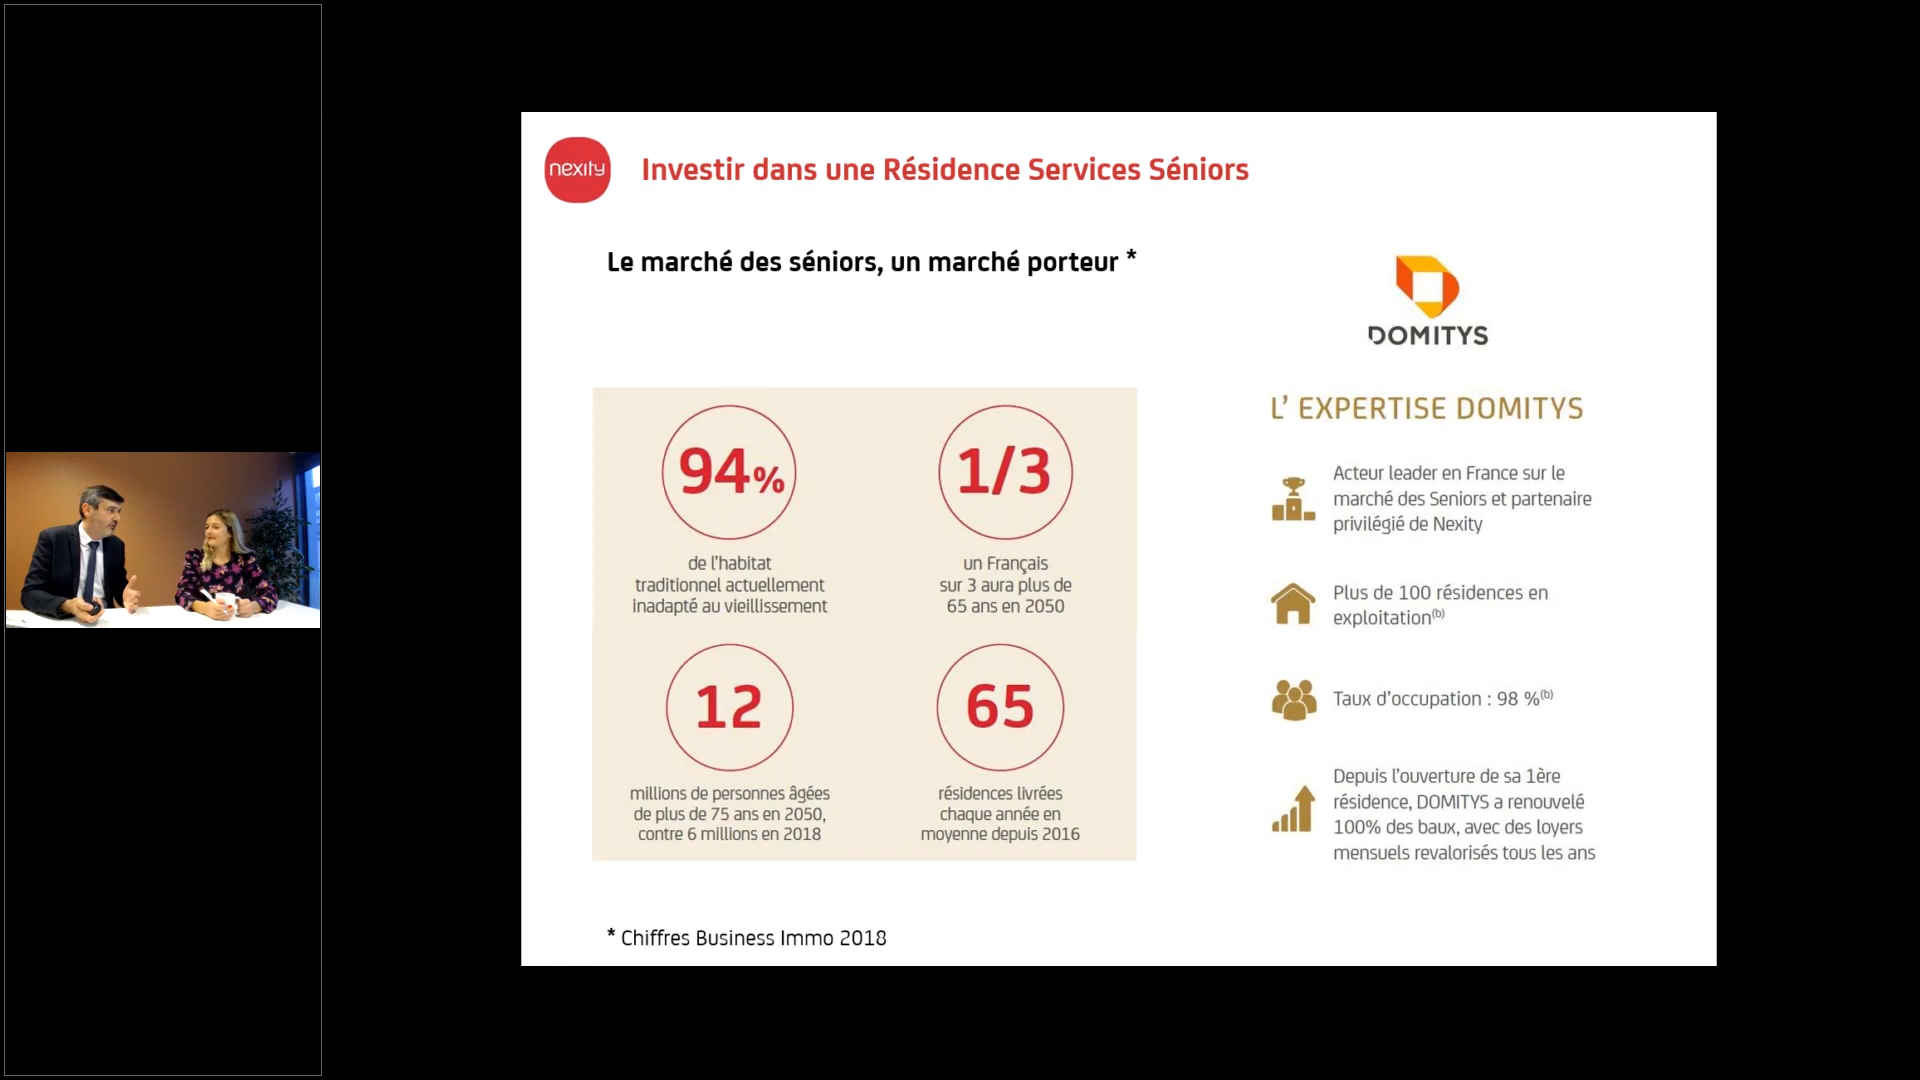 nexity
Investir dans une Résidence Services Séniors
Le marché des séniors, un marché porteur *
94%
de l'habitat
traditionnel actuellement
inadapté au vieillissement
1/3
un Français
sur 3 aura plus de
65 ans en 2050
12
millions de personnes âgées
de plus de 75 ans en 2050,
contre 6 millions en 2018
65
résidences livrées
chaque année en
moyenne depuis 2016
* Chiffres Business Immo 2018
DOMITYS
L' EXPERTISE DOMITYS
Acteur leader en France sur le
marché des Seniors et partenaire
privilégié de Nexity
Plus de 100 résidences en
exploitation(b)
Taux d'occupation : 98 %(b)
Depuis l'ouverture de sa 1ère
résidence, DOMITYS a renouvelé
100% des baux, avec des loyers
mensuels revalorisés tous les ans